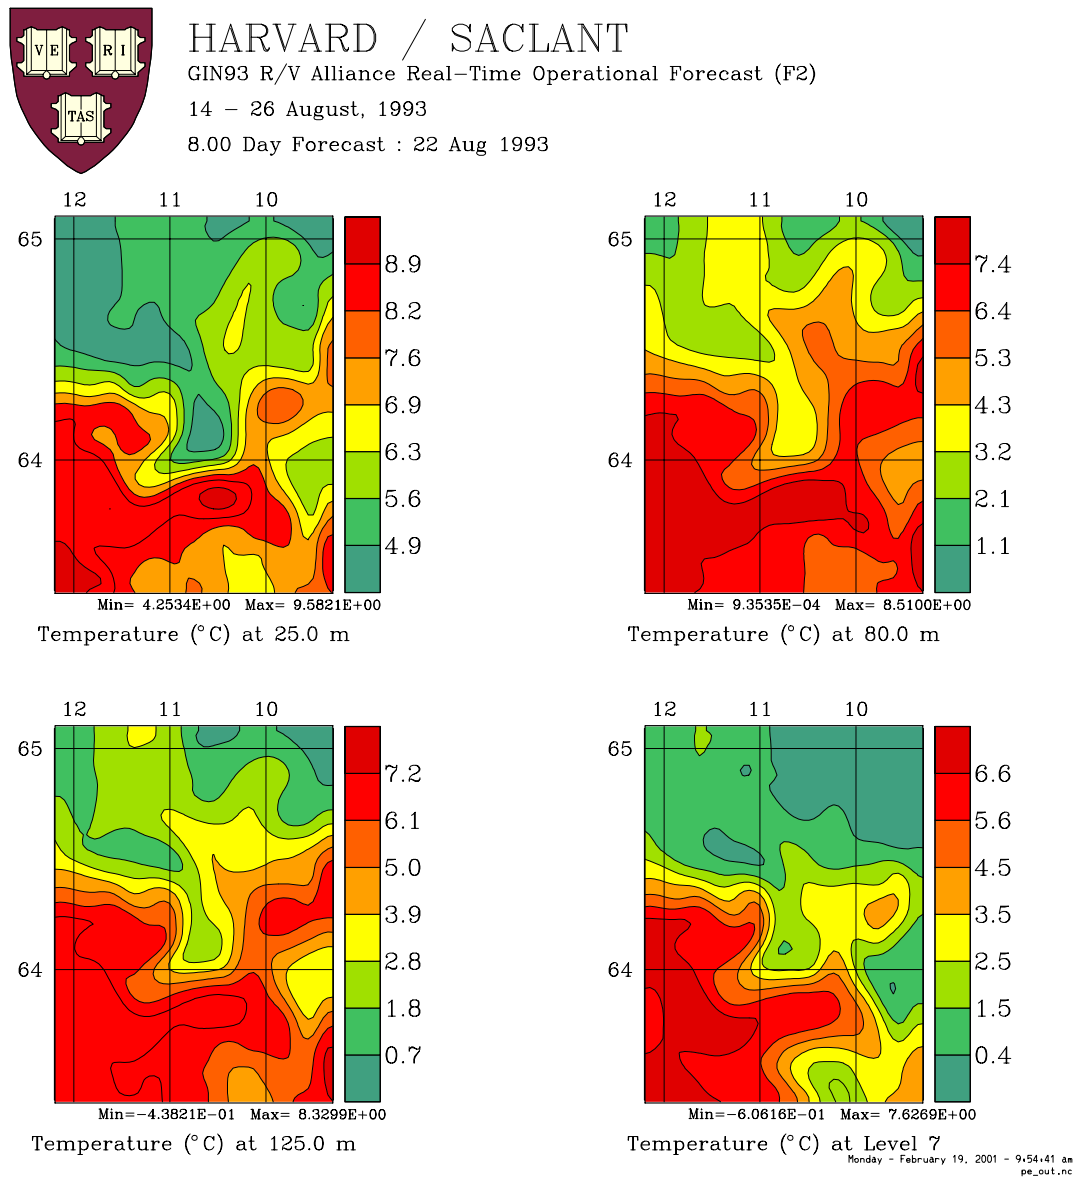 VE RI
TAS
HARVARD / SACLANT
GIN93 R/V Alliance Real-Time Operational Forecast (F2)
14 - 26 August, 1993
8.00 Day Forecast : 22 Aug 1993
12 11 10
65
64
8.9
8.2
7.6
6.9
6.3
5.6
4.9
Min= 4.2534E+00 Max= 9.5821E+00
Temperature (°C) at 25.0 m
12 11 10
65
64
7.4
6.4
5.3
4.3
3.2
2.1
1.1
Min= 9.3535E-04 Max= 8.5100E+00
Temperature (°C) at 80.0 m
12 11 10
65
64
7.2
6.1
5.0
3.9
2.8
1.8
0.7
Min=-4.3821E-01 Max= 8.3299E+00
Temperature (°C) at 125.0 m
12 11 10
65
64
6.6
5.6
4.5
3.5
2.5
1.5
0.4
Min=-6.0616E-01 Max= 7.6269E+00
Temperature (°C) at Level 7
Monday - February 19, 2001 - 9:54:41 am
pe_out.nc